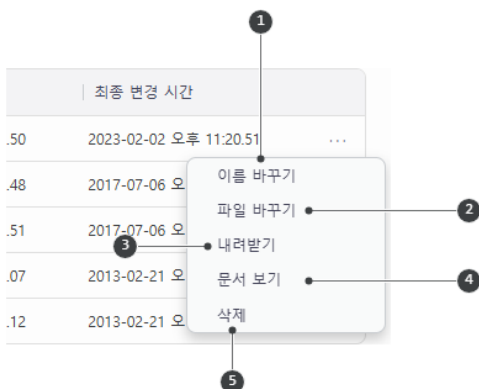 1
최종 변경 시간
.50 2023-02-02 오후 11:20.51 ...
.48 2017-07-06 오
이름 바꾸기
파일 바꾸기 2
.51 2017-07-06 오
3 내려받기
.07 2013-02-21 오
문서 보기 4
.12 2013-02-21 오
삭제
5